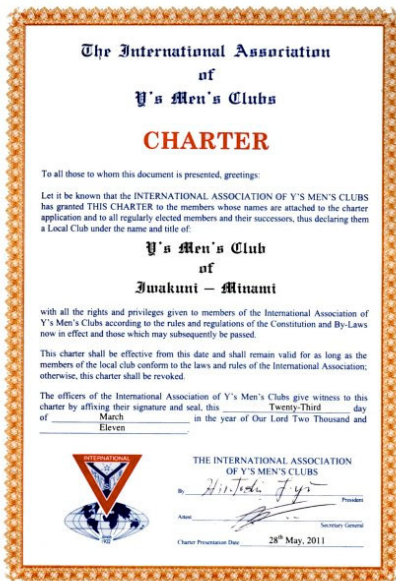 The International Association
of
Y's Men's Clubs
CHARTER
To all those to whom this document is presented, greetings:
Let it be known that the INTERNATIONAL ASSOCIATION OF Y'S MEN'S CLUBS
has granted THIS CHARTER to the members whose names are attached to the charter
application and to all regularly elected members and their successors, thus declaring them
a Local Club under the name and title of:
Y's Men's Club
of
Iwakuni – Minami
with all the rights and privileges given to members of the International Association of
Y's Men's Clubs according to the rules and regulations of the Constitution and By-Laws
now in effect and those which may subsequently be passed.
This charter shall be effective from this date and shall remain valid for as long as the
members of the local club conform to the laws and rules of the International Association;
otherwise, this charter shall be revoked.
The officers of the International Association of Y's Men's Clubs give witness to this
charter by affixing their signature and seal, this Twenty-Third day
of March in the year of Our Lord Two Thousand and
Eleven.
INTERNATIONAL
Since
1922
THE INTERNATIONAL ASSOCIATION
OF Y'S MEN'S CLUBS
By
President
Attest
Secretary General
Charter Presentation Date 28th May, 2011